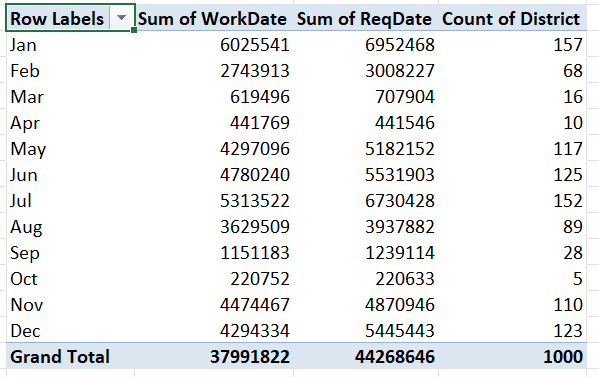 Row Labels Sum of WorkDate Sum of ReqDate Count of District
Jan 6025541 6952468 157
Feb 2743913 3008227 68
Mar 619496 707904 16
Apr 441769 441546 10
May 4297096 5182152 117
Jun 4780240 5531903 125
Jul 5313522 6730428 152
Aug 3629509 3937882 89
Sep 1151183 1239114 28
Oct 220752 220633 5
Nov 4474467 4870946 110
Dec 4294334 5445443 123
Grand Total 37991822 44268646 1000